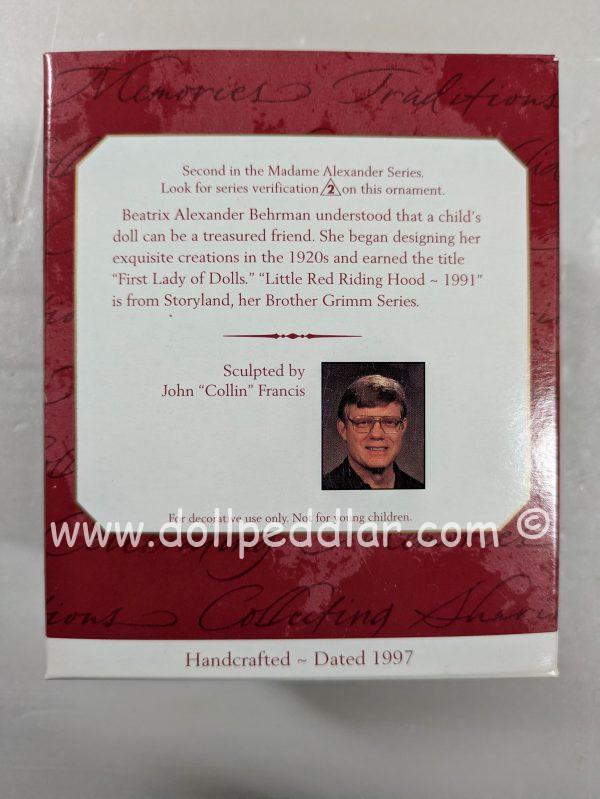 Memories Traditions
Second in the Madame Alexander Series.
Look for series verification 2 on this ornament.
Beatrix Alexander Behrman understood that a child's
doll can be a treasured friend. She began designing her
exquisite creations in the 1920s and earned the title
"First Lady of Dolls." "Little Red Riding Hood ~ 1991"
is from Storyland, her Brother Grimm Series.
Sculpted by
John "Collin" Francis
For decorative use only. Not for young children.
www.dollpeddlar.com ©
Collecting
Handcrafted ~ Dated 1997